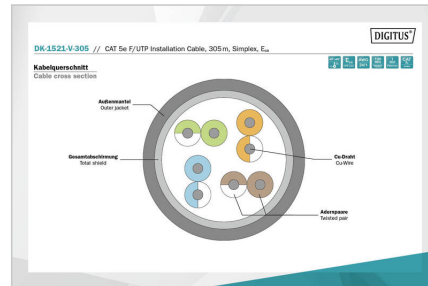 DIGITUS®
DK-1521-V-305 // CAT 5e F/UTP Installation Cable, 305 m, Simplex, Eca
Kabelquerschnitt
Cable cross section
Außenmantel
Outer jacket
Gesamtabschirmung
Total shield
Cu-Draht
Cu-Wire
Adernpaare
Twisted pair